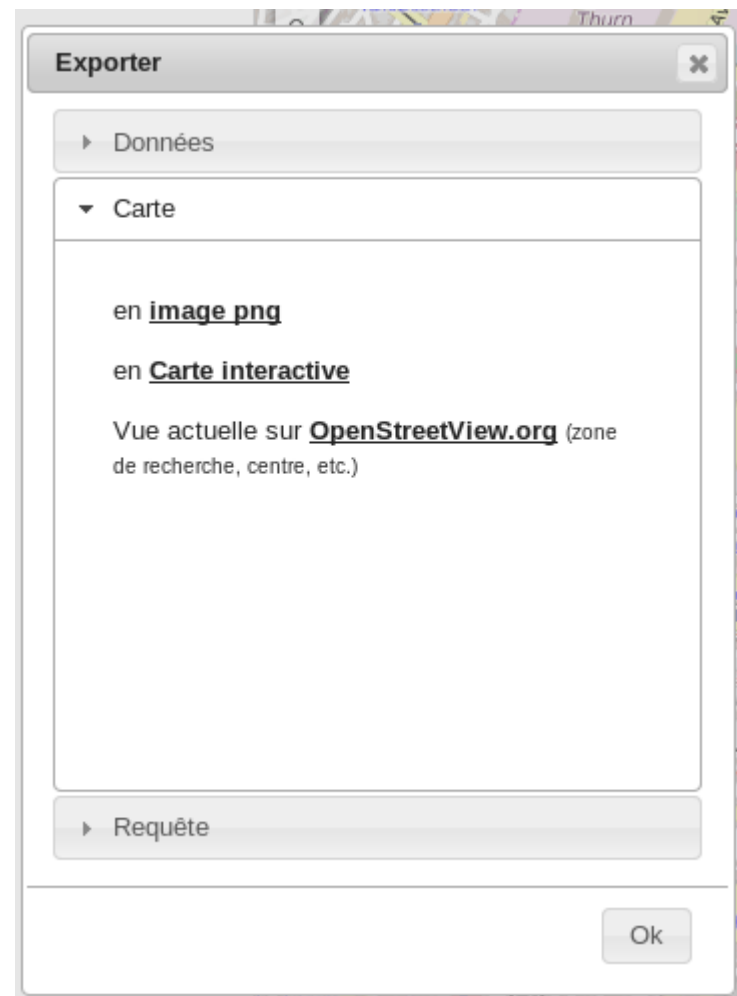 Thurn
Exporter
Données
Carte
en image png
en Carte interactive
Vue actuelle sur OpenStreetView.org (zone
de recherche, centre, etc.)
Requête
Ok